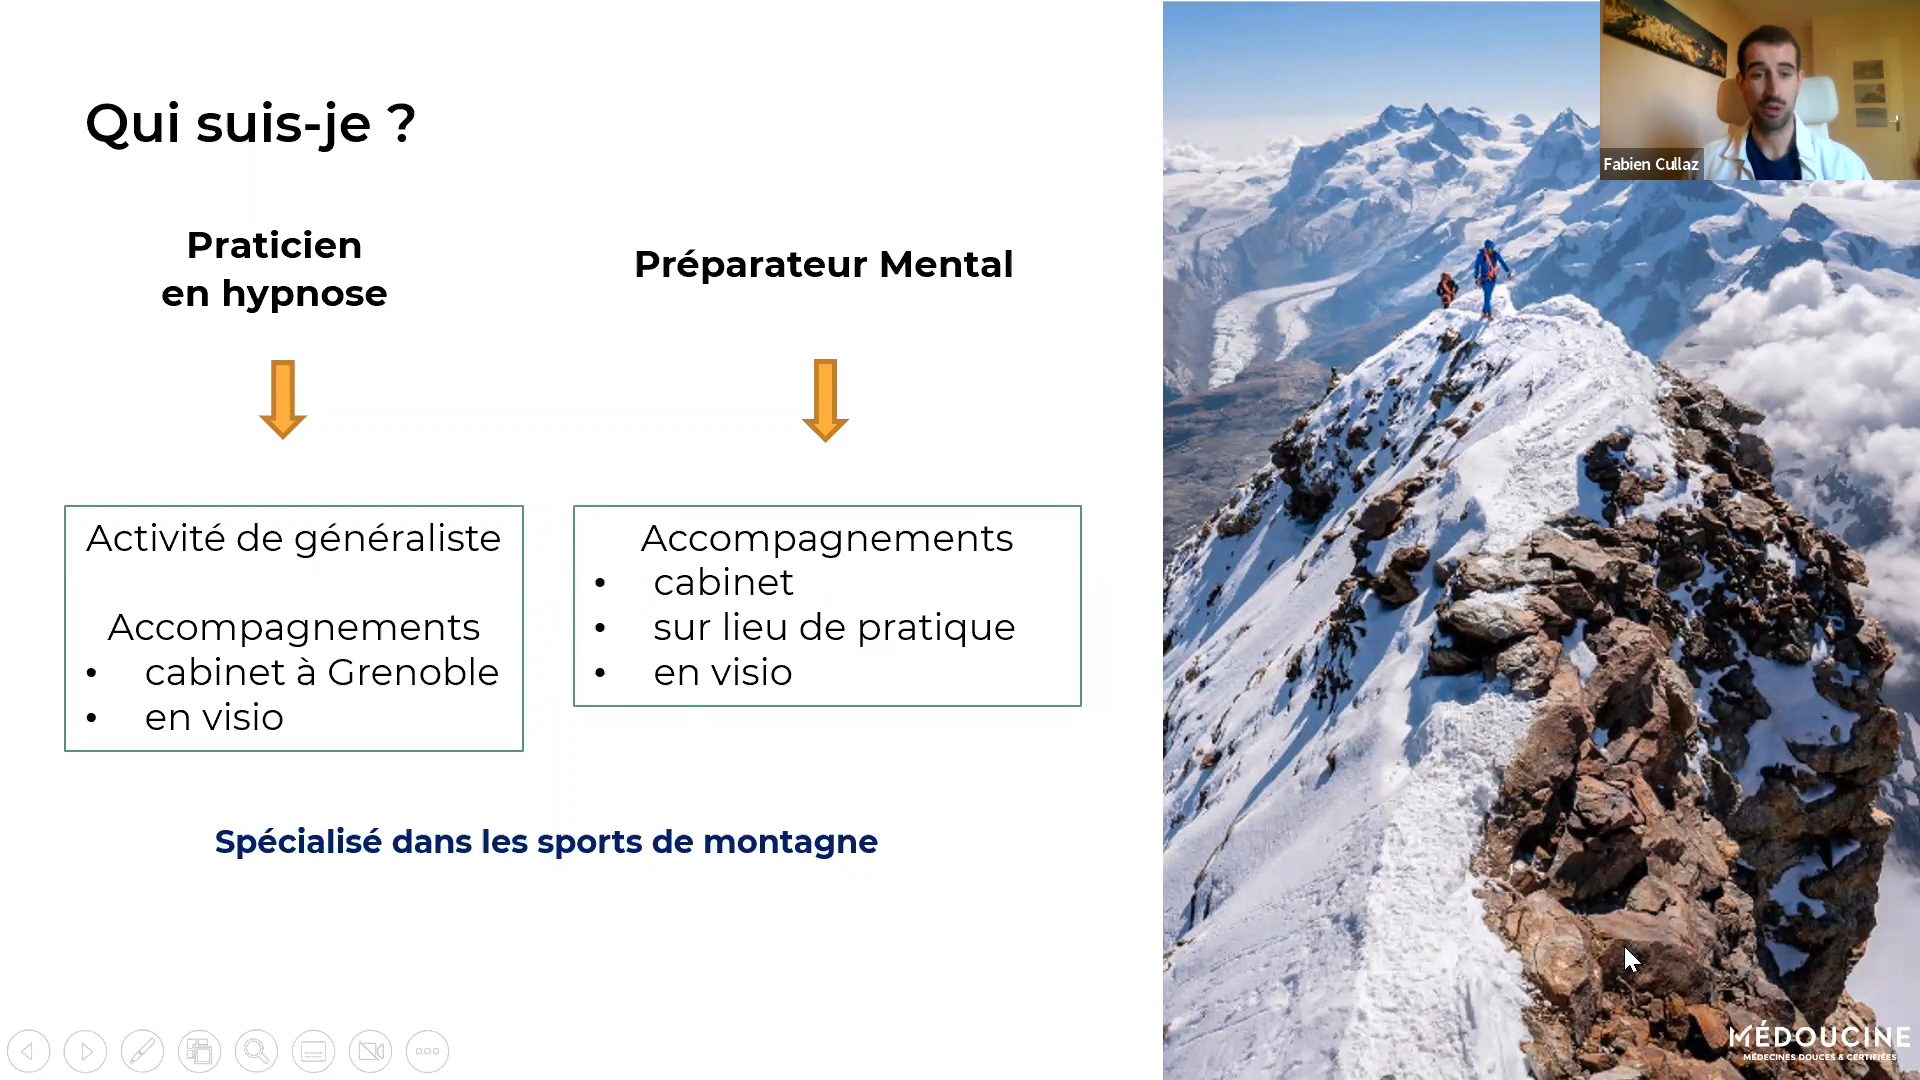 Qui suis-je ?
Praticien
en hypnose
Préparateur Mental
Activité de généraliste
Accompagnements
• cabinet à Grenoble
• en visio
Accompagnements
• cabinet
• sur lieu de pratique
• en visio
Spécialisé dans les sports de montagne
Fabien Cullaz
MÉDOUCINE
MÉDECINES DOUCES & CERTIFIÉES